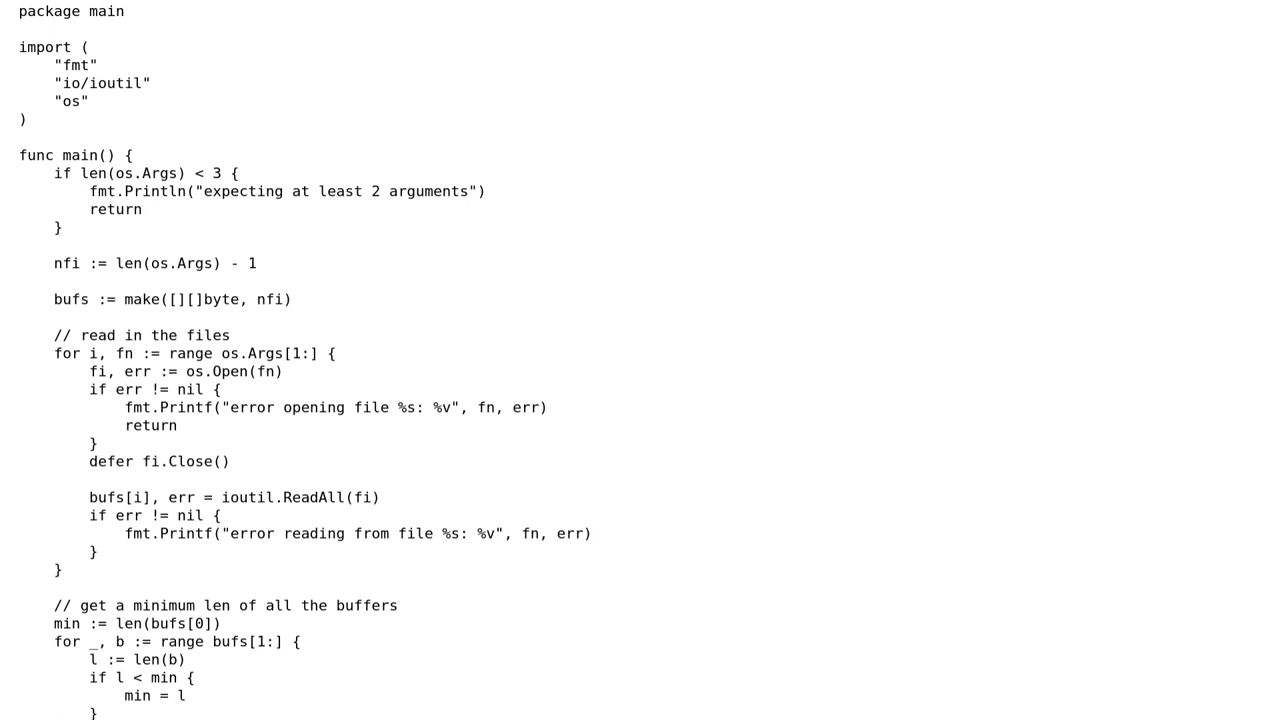 package main

import (
    "fmt"
    "io/ioutil"
    "os"
)

func main() {
    if len(os.Args) < 3 {
        fmt.Println("expecting at least 2 arguments")
        return
    }

    nfi := len(os.Args) - 1

    bufs := make([][]byte, nfi)

    // read in the files
    for i, fn := range os.Args[1:] {
        fi, err := os.Open(fn)
        if err != nil {
            fmt.Printf("error opening file %s: %v", fn, err)
            return
        }
        defer fi.Close()

        bufs[i], err = ioutil.ReadAll(fi)
        if err != nil {
            fmt.Printf("error reading from file %s: %v", fn, err)
        }
    }

    // get a minimum len of all the buffers
    min := len(bufs[0])
    for _, b := range bufs[1:] {
        l := len(b)
        if l < min {
            min = l
        }